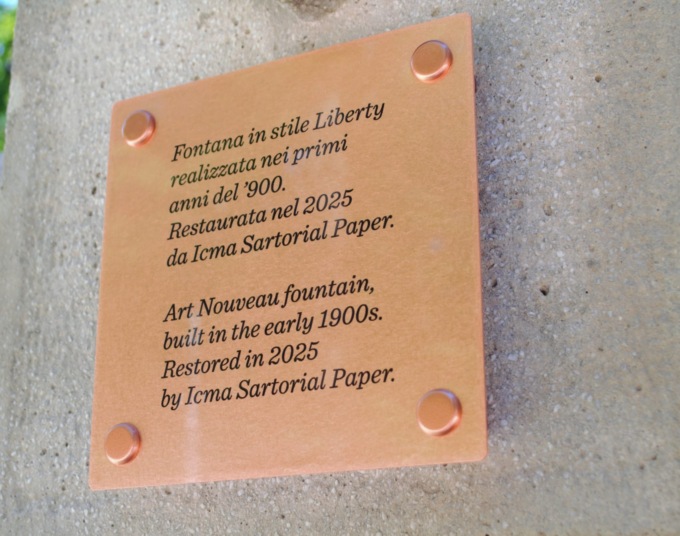 Fontana in stile Liberty
realizzata nei primi
anni del ’900.
Restaurata nel 2025
da Icma Sartorial Paper.
Art Nouveau fountain,
built in the early 1900s.
Restored in 2025
by Icma Sartorial Paper.